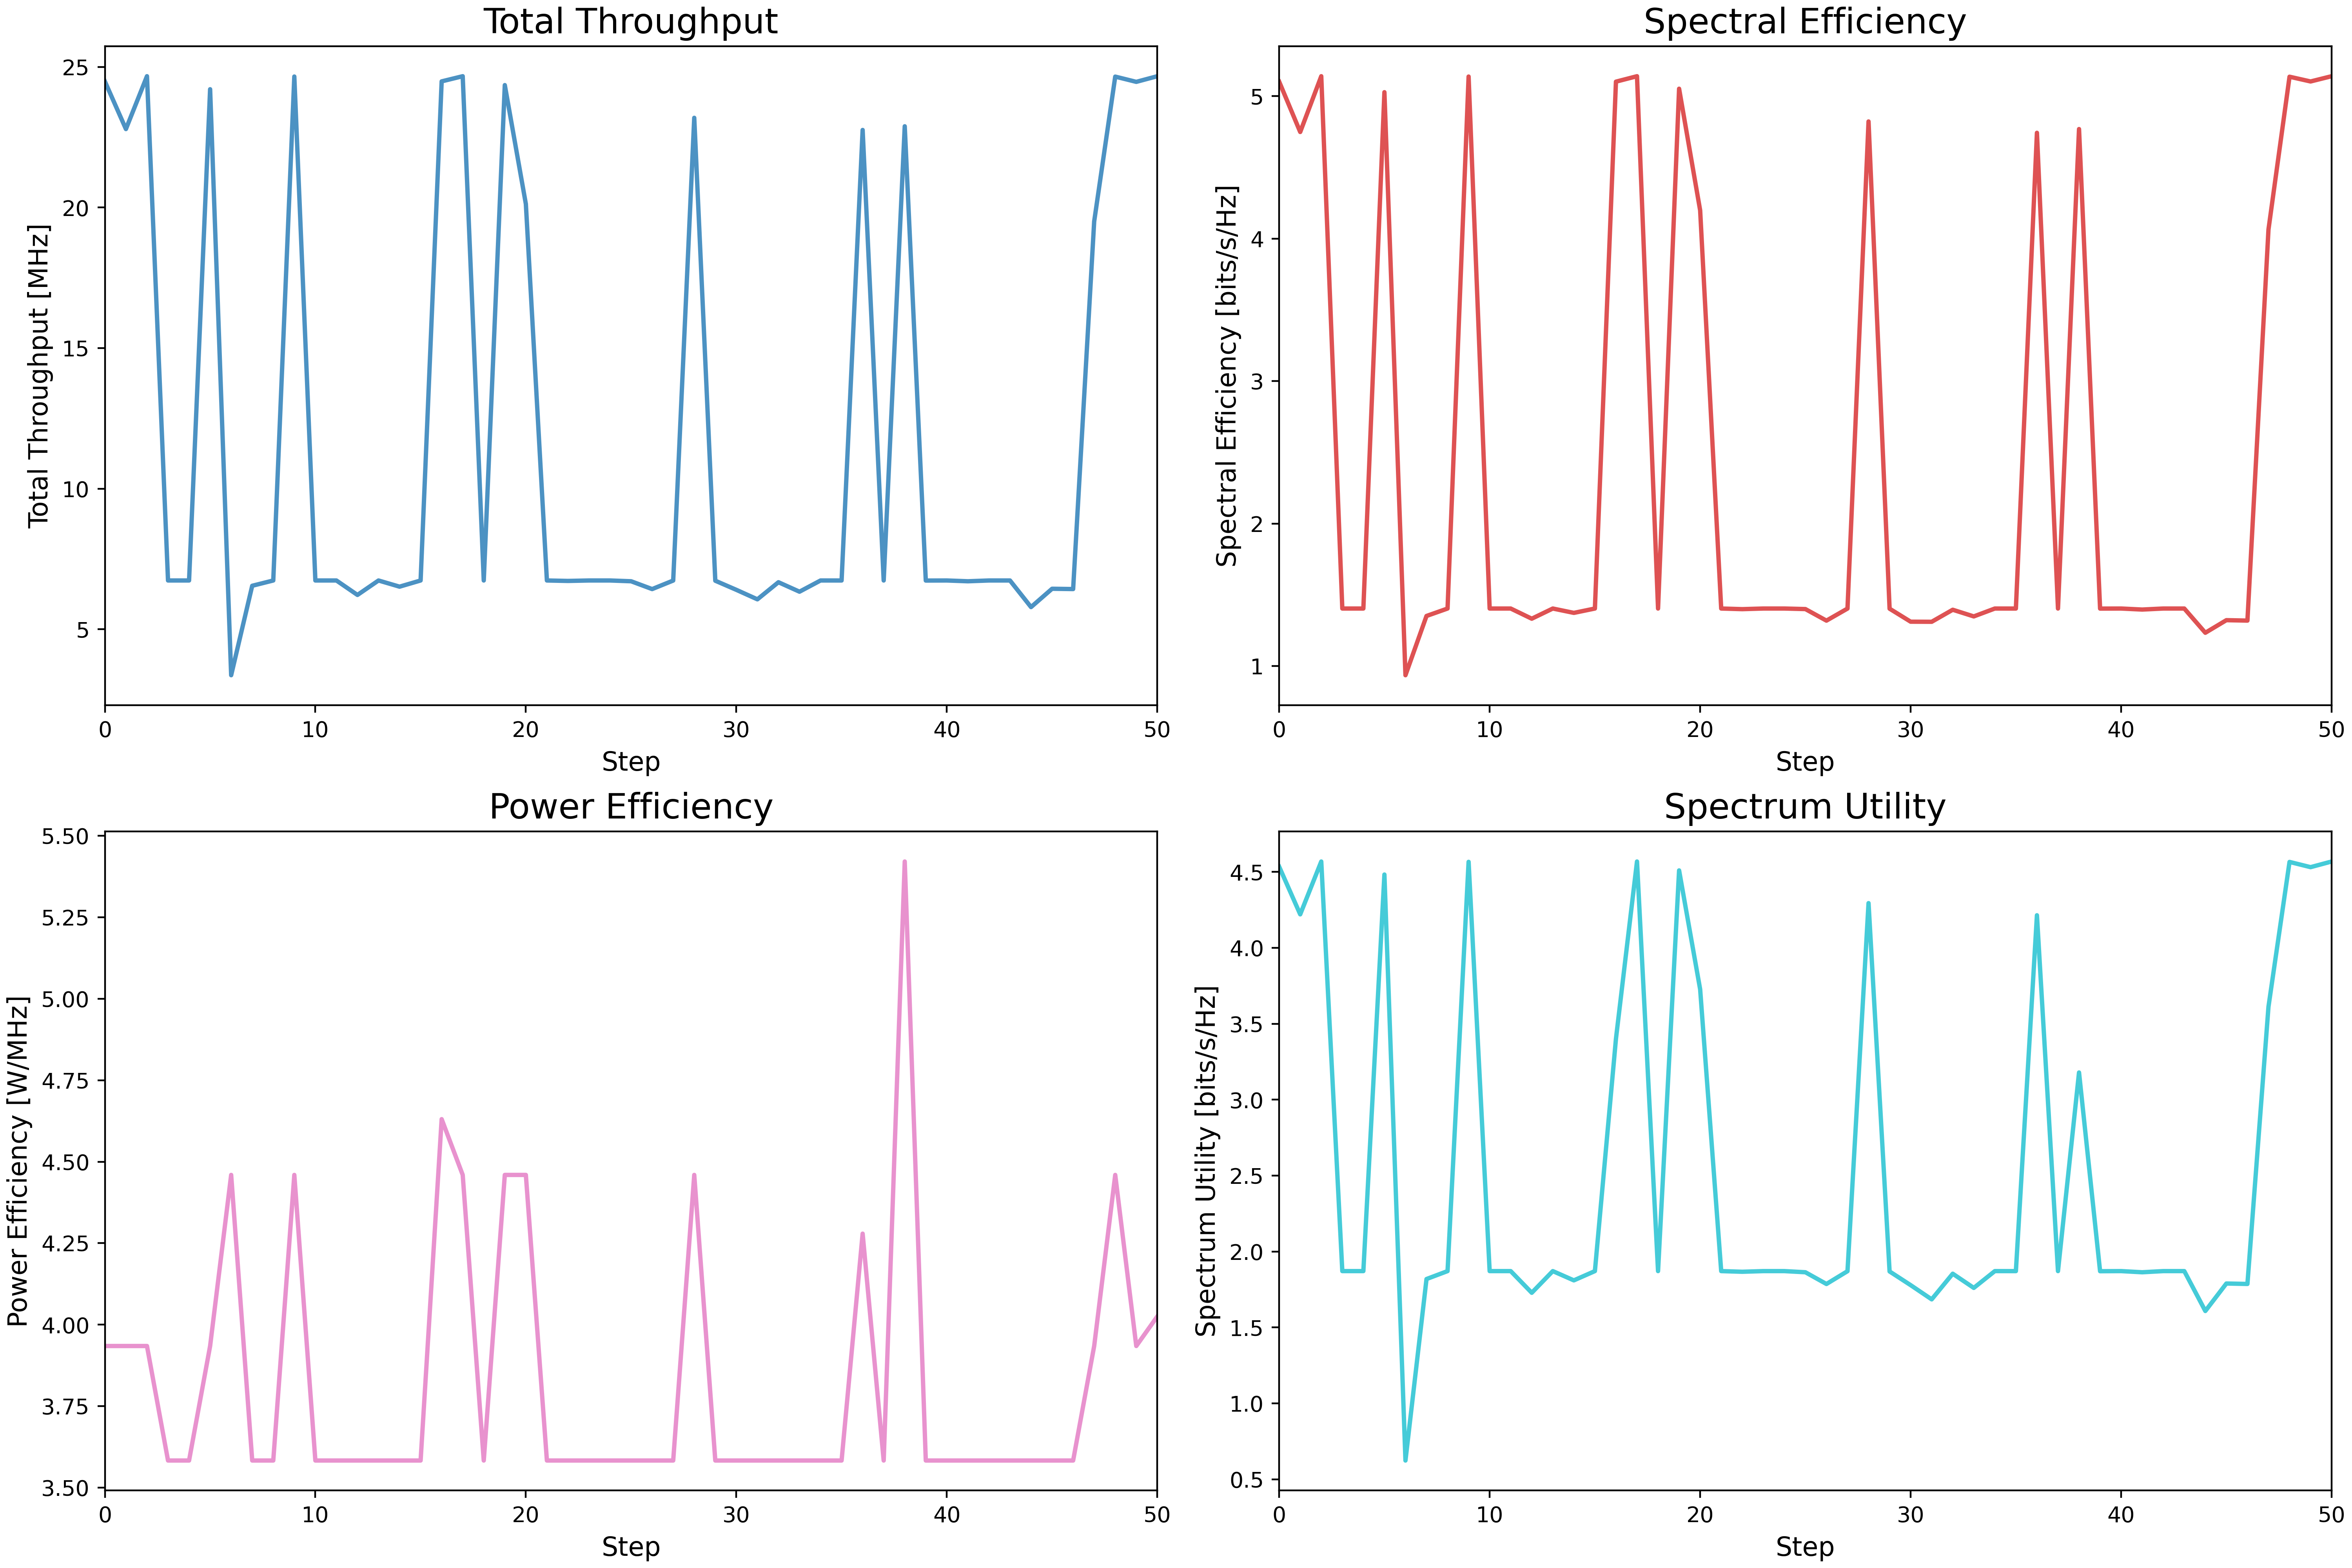 Total Throughput
Total Throughput [MHz]
25
20
15
10
5
0 10 20 30 40 50
Step
Spectral Efficiency
Spectral Efficiency [bits/s/Hz]
5
4
3
2
1
0 10 20 30 40 50
Step
Power Efficiency
Power Efficiency [W/MHz]
5.50
5.25
5.00
4.75
4.50
4.25
4.00
3.75
3.50
0 10 20 30 40 50
Step
Spectrum Utility
Spectrum Utility [bits/s/Hz]
4.5
4.0
3.5
3.0
2.5
2.0
1.5
1.0
0.5
0 10 20 30 40 50
Step